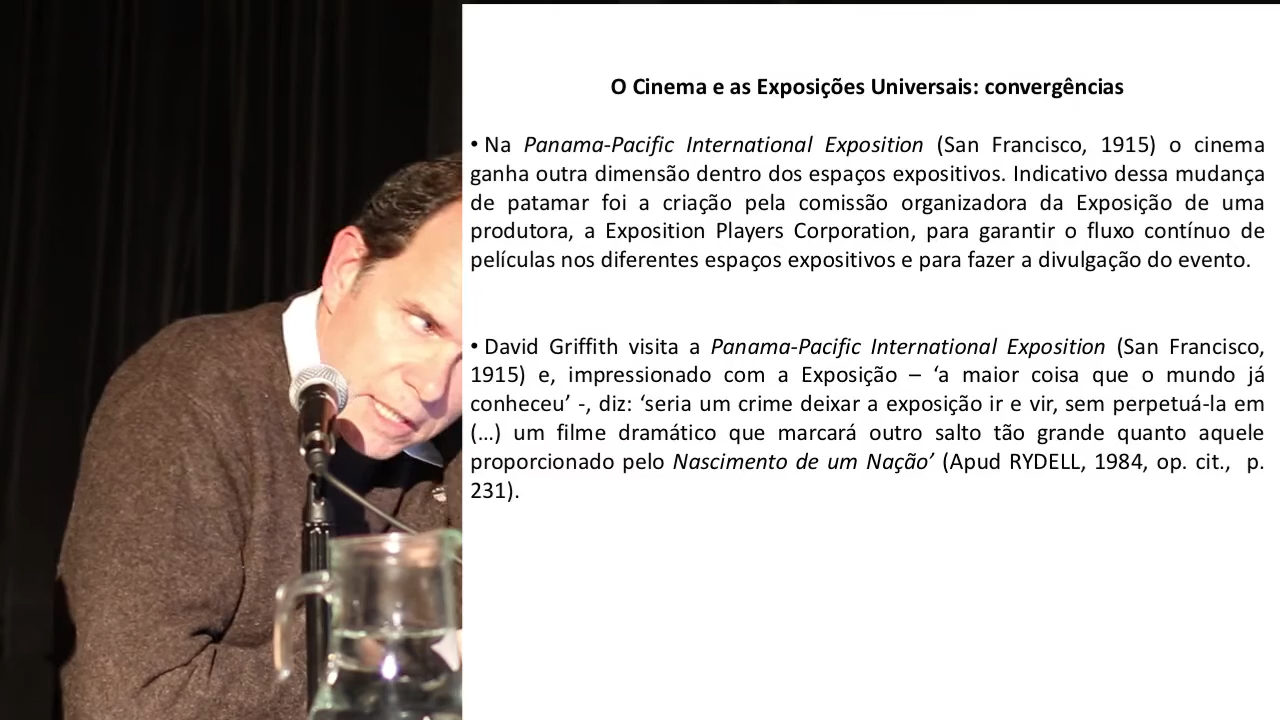 O Cinema e as Exposições Universais: convergências
• Na Panama-Pacific International Exposition (San Francisco, 1915) o cinema
ganha outra dimensão dentro dos espaços expositivos. Indicativo dessa mudança
de patamar foi a criação pela comissão organizadora da Exposição de uma
produtora, a Exposition Players Corporation, para garantir o fluxo contínuo de
películas nos diferentes espaços expositivos e para fazer a divulgação do evento.
• David Griffith visita a Panama-Pacific International Exposition (San Francisco,
1915) e, impressionado com a Exposição – ‘a maior coisa que o mundo já
conheceu’ -, diz: ‘seria um crime deixar a exposição ir e vir, sem perpetuá-la em
(…) um filme dramático que marcará outro salto tão grande quanto aquele
proporcionado pelo Nascimento de um Nação’ (Apud RYDELL, 1984, op. cit., p.
231).